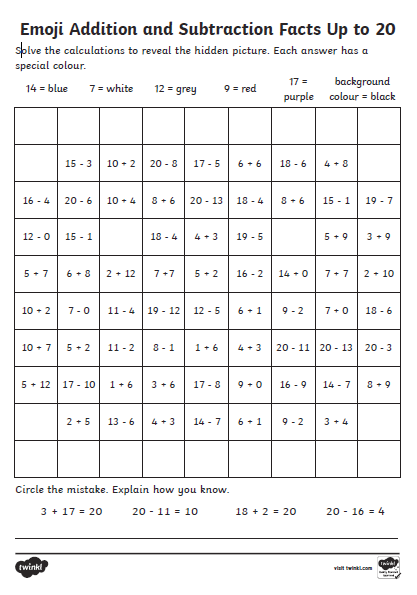 Emoji Addition and Subtraction Facts Up to 20
Solve the calculations to reveal the hidden picture. Each answer has a
special colour.
14 = blue 7 = white 12 = grey 9 = red 17 = purple background colour = black
15 - 3 10 + 2 20 - 8 17 - 5 6 + 6 18 - 6 4 + 8
16 - 4 20 - 6 10 + 4 8 + 6 20 - 13 18 - 4 8 + 6 15 - 1 19 - 7
12 - 0 15 - 1 18 - 4 4 + 3 19 - 5 5 + 9 3 + 9
5 + 7 6 + 8 2 + 12 7 +7 5 + 2 16 - 2 14 + 0 7 + 7 2 + 10
10 + 2 7 - 0 11 - 4 19 - 12 12 - 5 6 + 1 9 - 2 7 + 0 18 - 6
10 + 7 5 + 2 11 - 2 8 - 1 1 + 6 4 + 3 20 - 11 20 - 13 20 - 3
5 + 12 17 - 10 1 + 6 3 + 6 17 - 8 9 + 0 16 - 9 14 - 7 8 + 9
2 + 5 13 - 6 4 + 3 14 - 7 6 + 1 9 - 2 3 + 4
Circle the mistake. Explain how you know.
3 + 17 = 20 20 - 11 = 10 18 + 2 = 20 20 - 16 = 4
twinkl visit twinkl.com twinkl